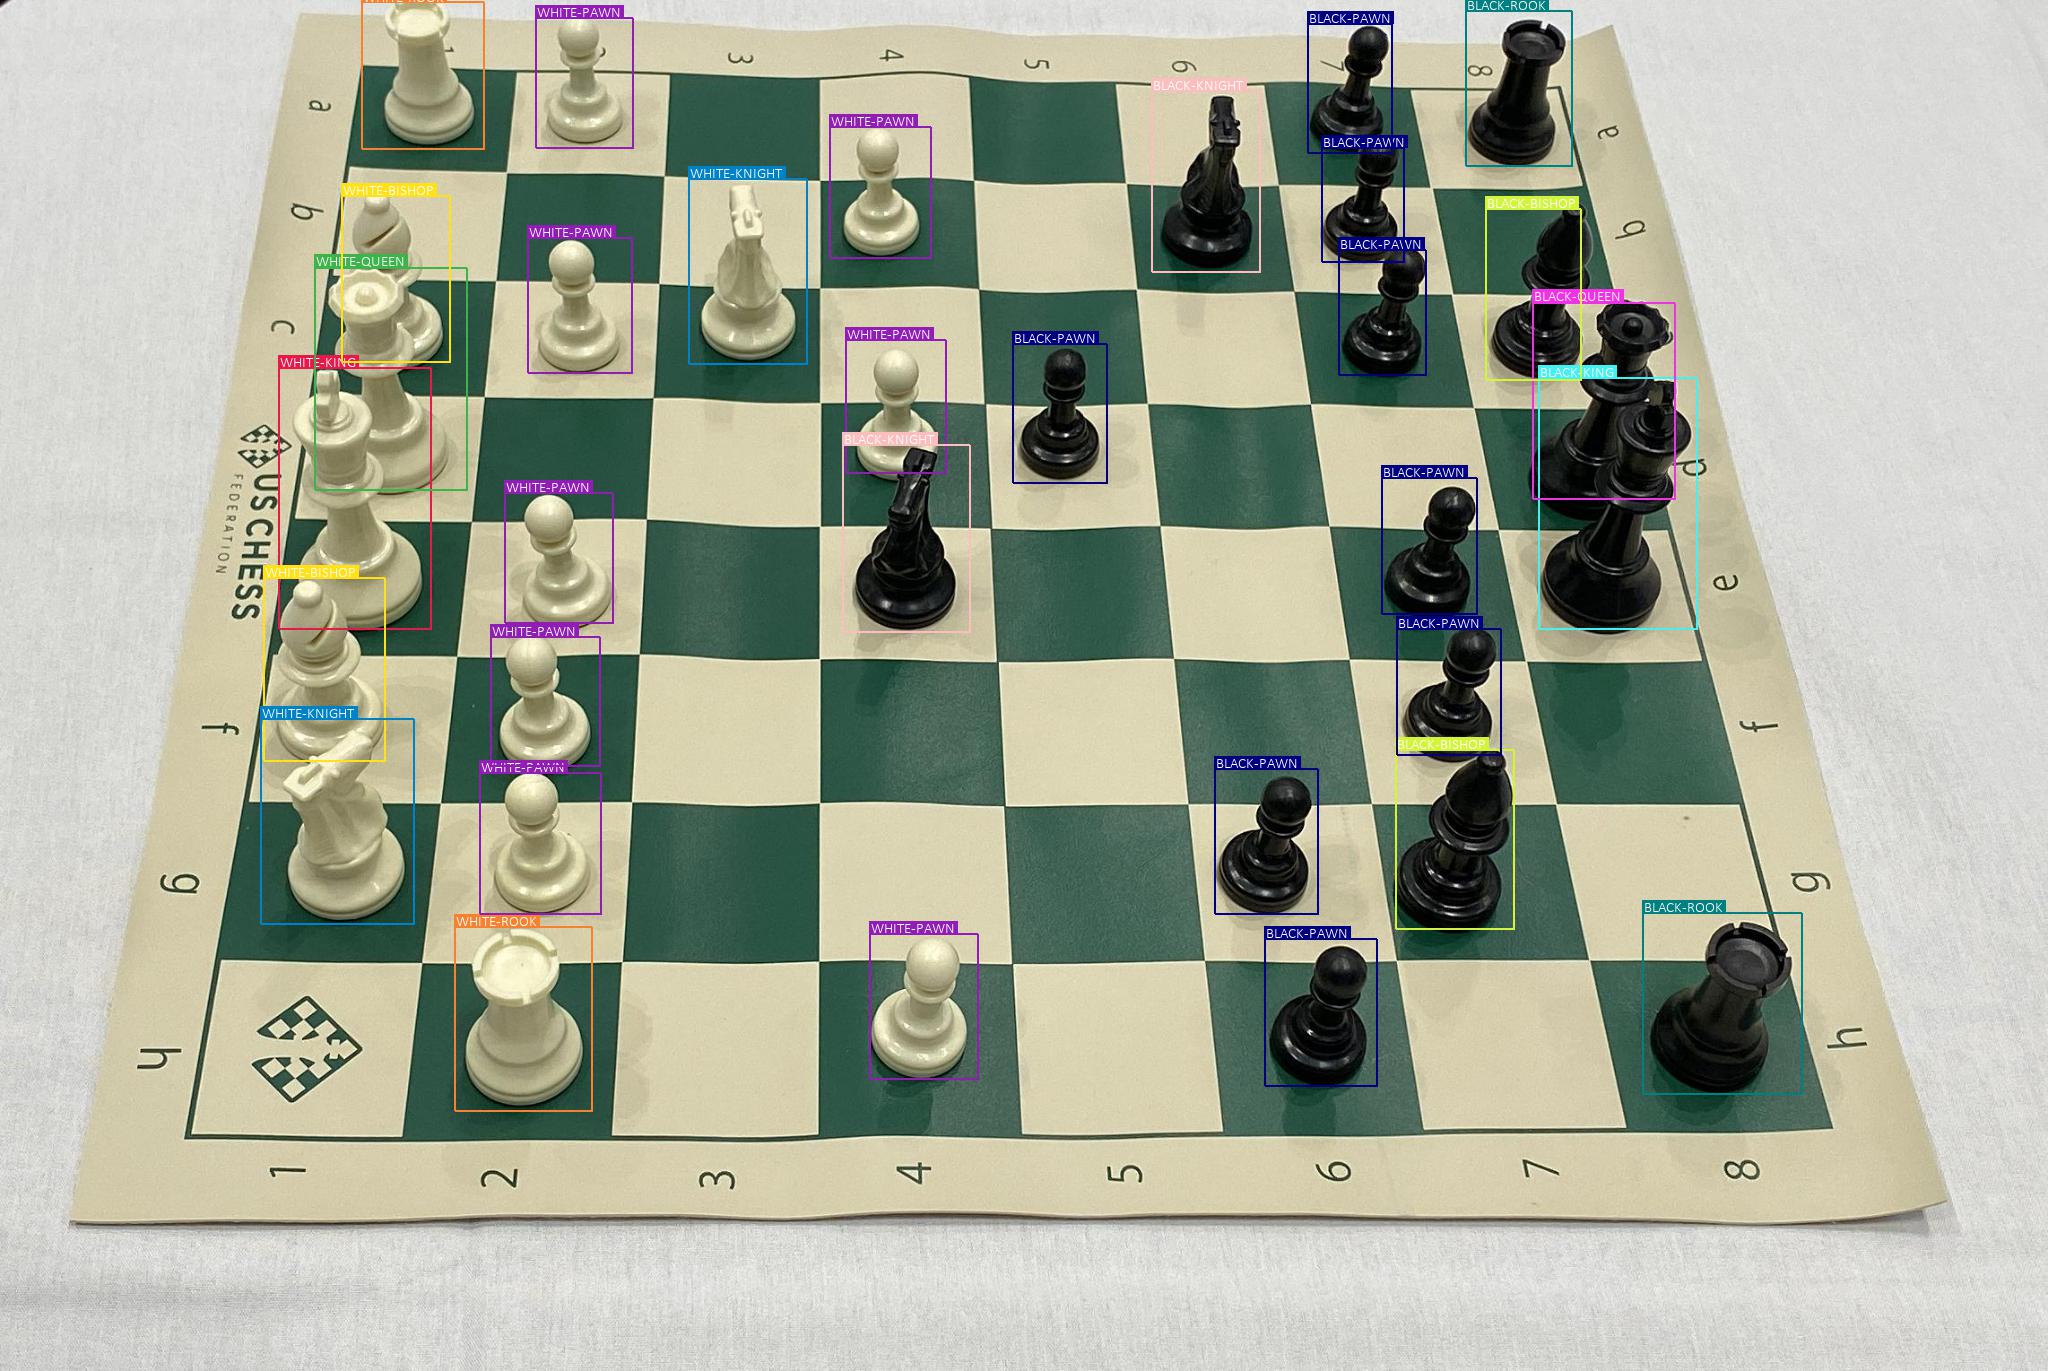 WHITE-ROOK
WHITE-PAWN
BLACK-PAWN
BLACK-ROOK
1 2 3 4 5 6 7 8
BLACK-KNIGHT
a
WHITE-PAWN
a
BLACK-PAWN
WHITE-KNIGHT
WHITE-BISHOP
BLACK-BISHOP
b
WHITE-PAWN
b
BLACK-PAWN
WHITE-QUEEN
BLACK-QUEEN
c
WHITE-PAWN
BLACK-PAWN
WHITE-KING
BLACK-KING
BLACK-KNIGHT
d
BLACK-PAWN
WHITE-PAWN
US CHESS
FEDERATION
WHITE-BISHOP
e
BLACK-PAWN
WHITE-PAWN
WHITE-KNIGHT
f
f
BLACK-BISHOP
WHITE-PAWN
BLACK-PAWN
g
g
BLACK-ROOK
WHITE-ROOK
WHITE-PAWN
BLACK-PAWN
h
h
1 2 3 4 5 6 7 8